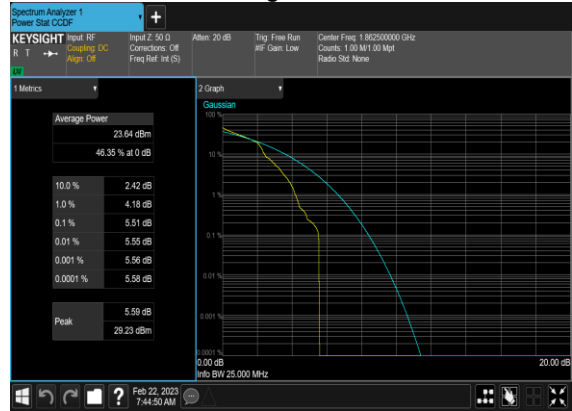 Spectrum Analyzer 1
Power Stat CCDF
KEYSIGHT
R T
LVI
Input: RF
Coupling: DC
Align: Off
Input Z: 50 Ω
Corrections: Off
Freq Ref: Int (S)
Atten: 20 dB
Trig: Free Run
#IF Gain: Low
Center Freq: 1.862500000 GHz
Counts: 1.00 M/1.00 Mpt
Radio Std: None
1 Metrics
Average Power
23.64 dBm
46.35 % at 0 dB
10.0 % 2.42 dB
1.0 % 4.18 dB
0.1 % 5.51 dB
0.01 % 5.55 dB
0.001 % 5.56 dB
0.0001 % 5.58 dB
Peak
5.59 dB
29.23 dBm
2 Graph
Gaussian
100 %
10 %
1 %
0.1 %
0.01 %
0.001 %
0.0001 %
0.00 dB 20.00 dB
Info BW 25.000 MHz
Feb 22, 2023
7:44:50 AM